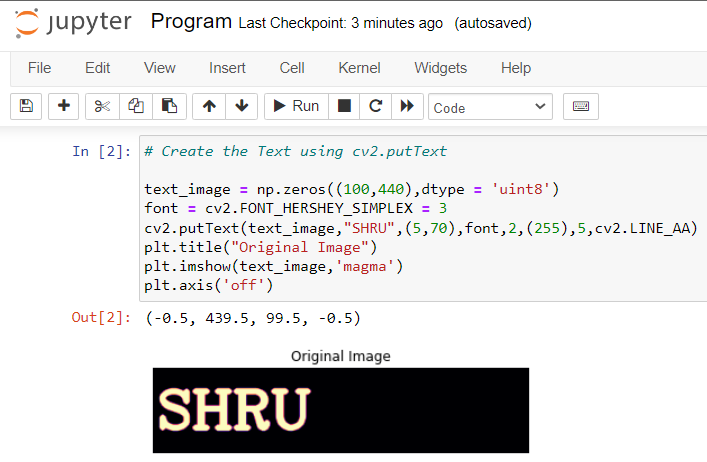 jupyter Program Last Checkpoint: 3 minutes ago (autosaved)
File Edit View Insert Cell Kernel Widgets Help
Run Code
In [2]: # Create the Text using cv2.putText
text_image = np.zeros((100,440),dtype = 'uint8')
font = cv2.FONT_HERSHEY_SIMPLEX = 3
cv2.putText(text_image,"SHRU",(5,70),font,2,(255),5,cv2.LINE_AA)
plt.title("Original Image")
plt.imshow(text_image,'magma')
plt.axis('off')
Out[2]: (-0.5, 439.5, 99.5, -0.5)
Original Image
SHRU